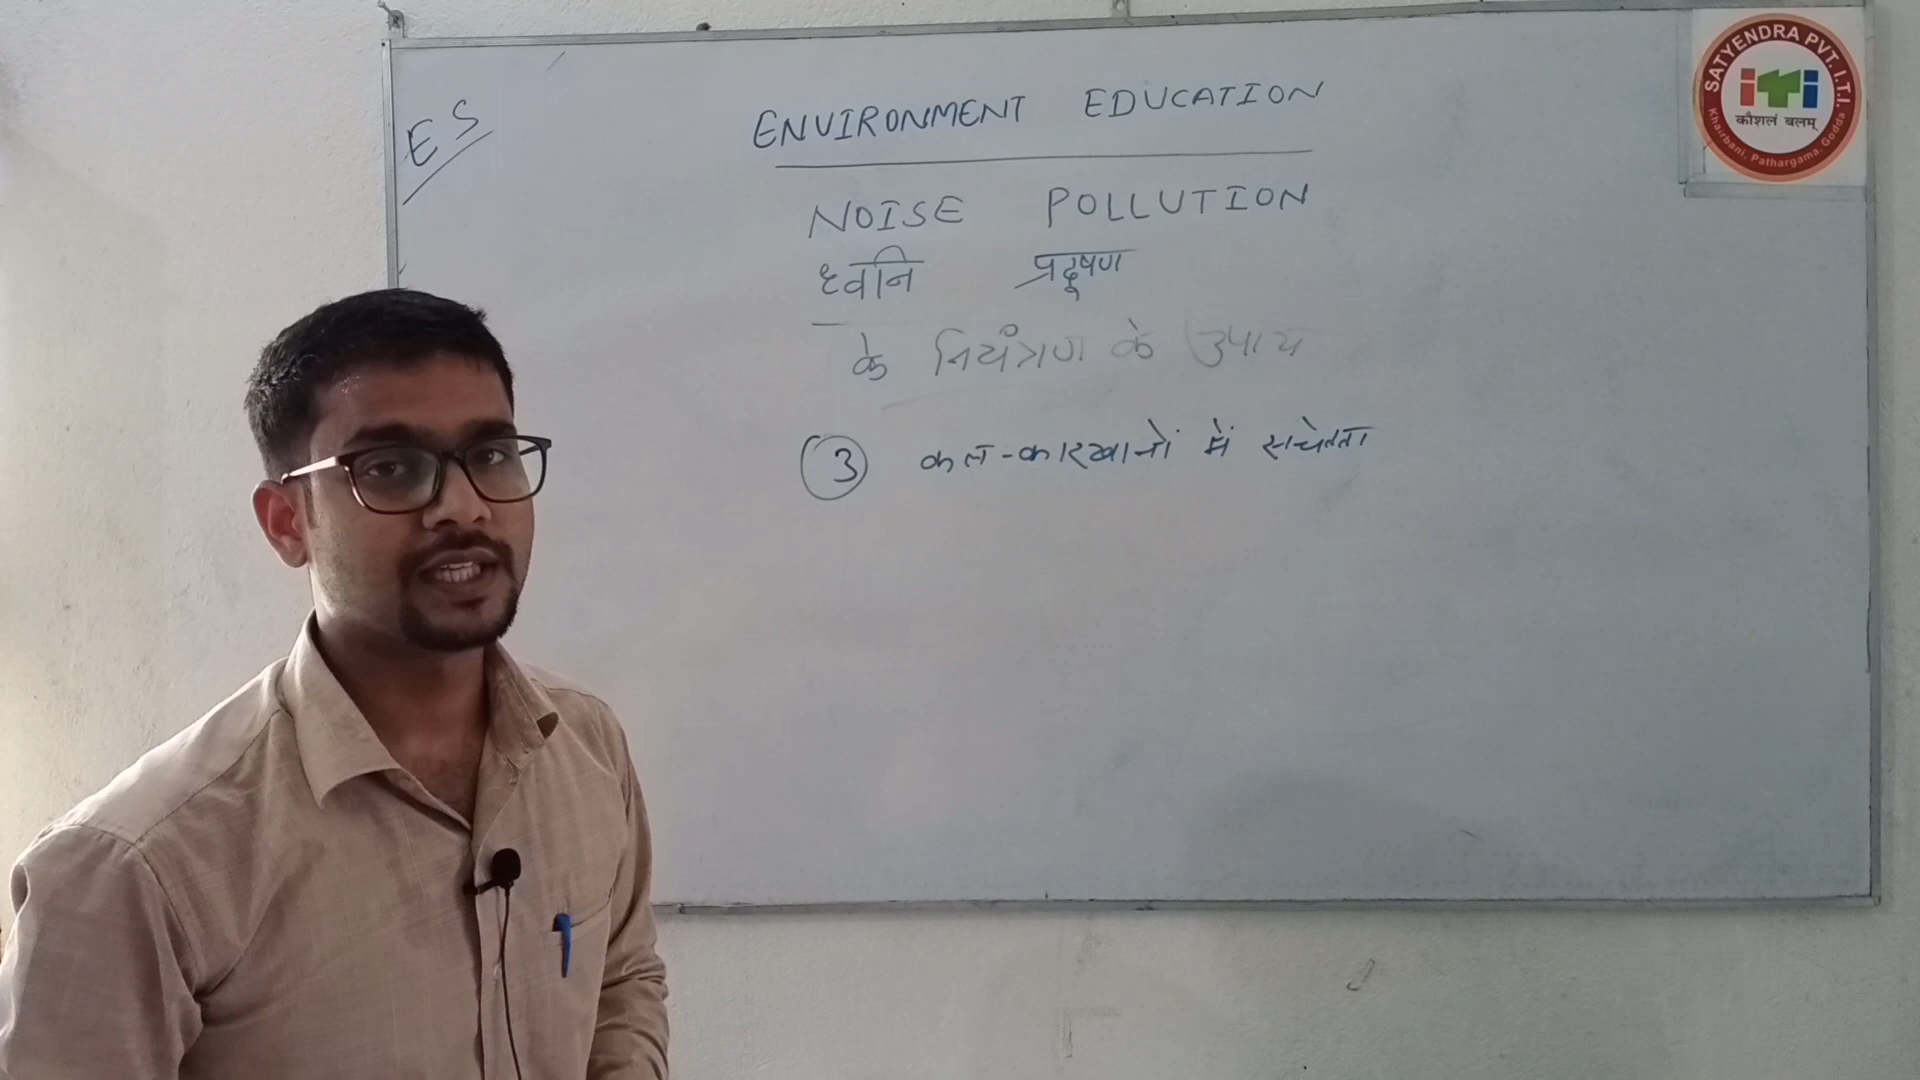 ES
ENVIRONMENT EDUCATION
NOISE POLLUTION
ध्वनि प्रदूषण
के नियंत्रण के उपाय
3 कल-कारखानों में सचेतता
SATYENDRA PVT. I.T.I.
iTi
कौशलं बलम्
Khairbani, Pathargama, Godda